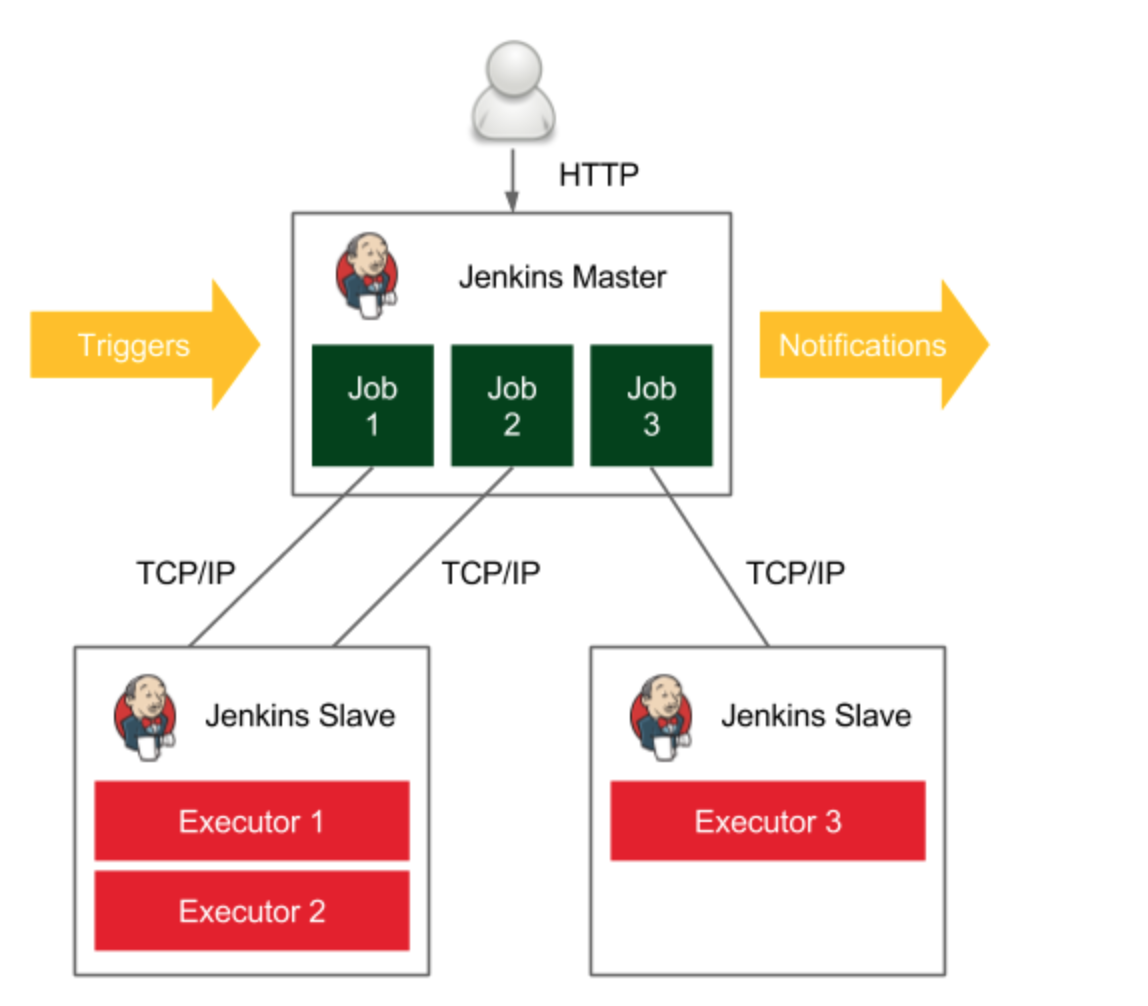 HTTP
Jenkins Master
Triggers
Notifications
Job
1
Job
2
Job
3
TCP/IP
TCP/IP
TCP/IP
Jenkins Slave
Executor 1
Executor 2
Jenkins Slave
Executor 3